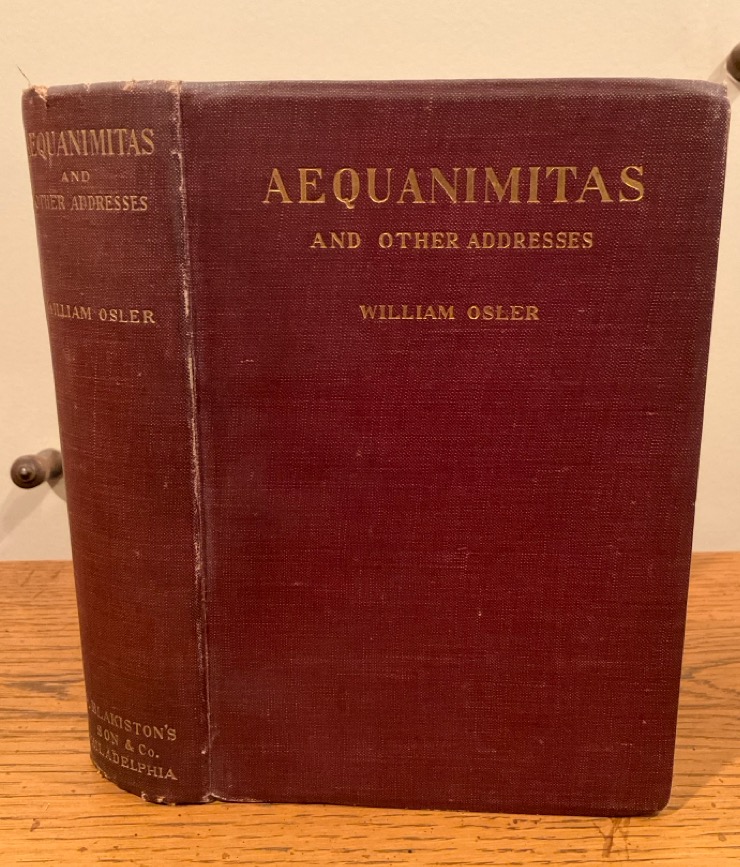 AEQUANIMITAS
AND
OTHER ADDRESSES
WILLIAM OSLER
BLAKISTON'S
SON & CO.
PHILADELPHIA
AEQUANIMITAS
AND OTHER ADDRESSES
WILLIAM OSLER